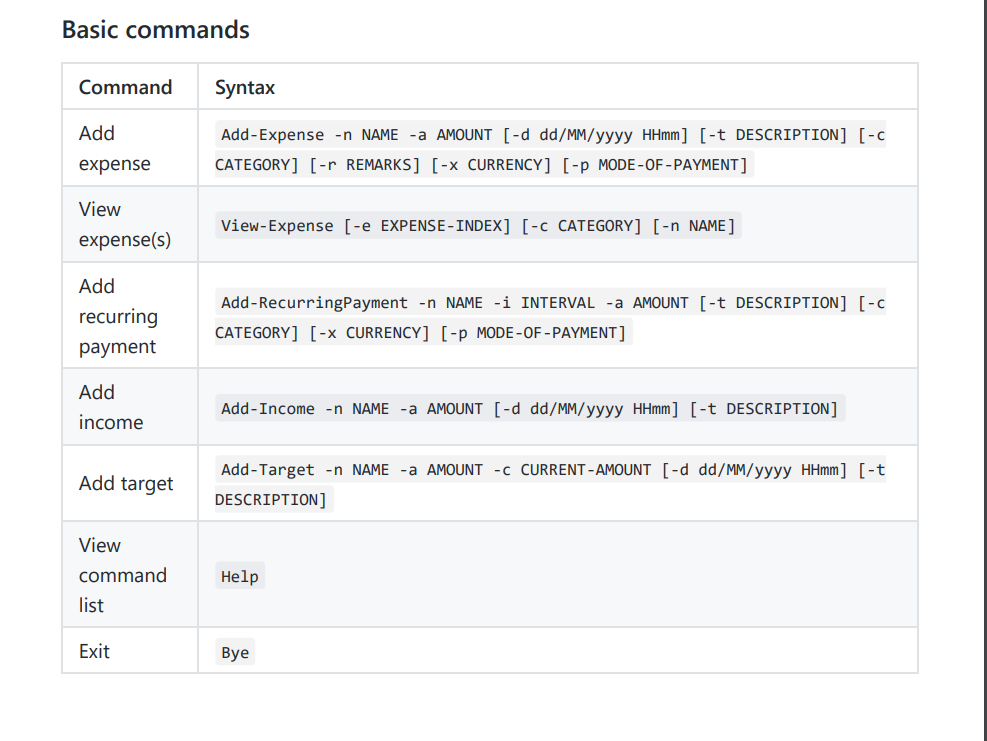 Basic commands
Command Syntax
Add
expense
Add-Expense -n NAME -a AMOUNT [-d dd/MM/yyyy HHmm] [-t DESCRIPTION] [-c
CATEGORY] [-r REMARKS] [-x CURRENCY] [-p MODE-OF-PAYMENT]
View
expense(s)
View-Expense [-e EXPENSE-INDEX] [-c CATEGORY] [-n NAME]
Add
recurring
payment
Add-RecurringPayment -n NAME -i INTERVAL -a AMOUNT [-t DESCRIPTION] [-c
CATEGORY] [-x CURRENCY] [-p MODE-OF-PAYMENT]
Add
income
Add-Income -n NAME -a AMOUNT [-d dd/MM/yyyy HHmm] [-t DESCRIPTION]
Add target
Add-Target -n NAME -a AMOUNT -c CURRENT-AMOUNT [-d dd/MM/yyyy HHmm] [-t
DESCRIPTION]
View
command
list
Help
Exit
Bye